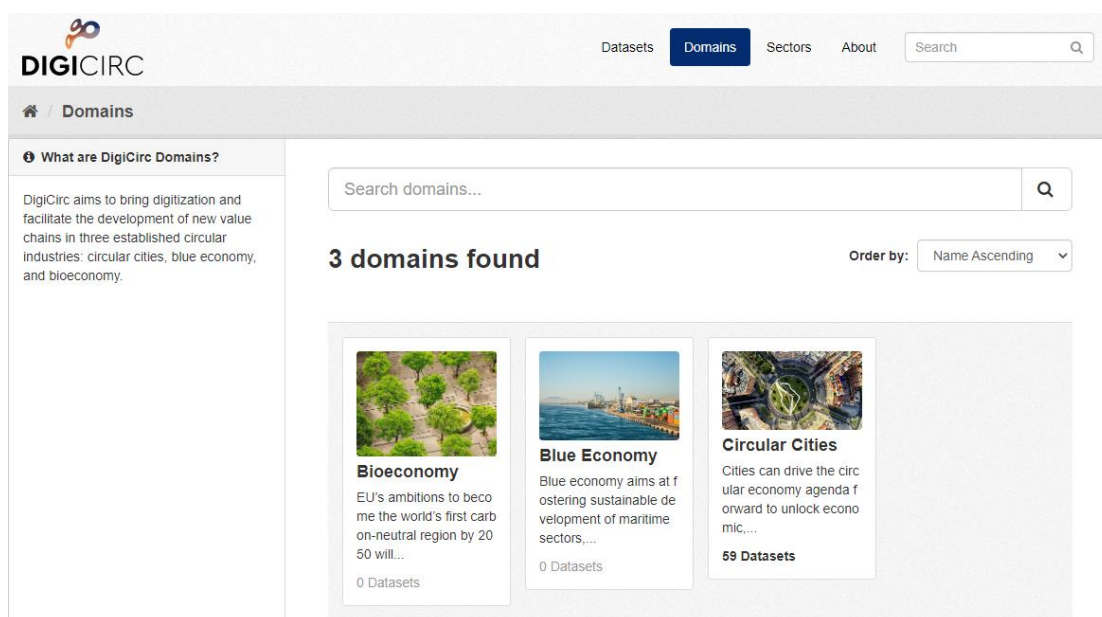 DIGICIRC
Datasets Domains Sectors About Search
/ Domains
What are DigiCirc Domains?
DigiCirc aims to bring digitization and
facilitate the development of new value
chains in three established circular
industries: circular cities, blue economy,
and bioeconomy.
Search domains...
3 domains found
Order by: Name Ascending
Bioeconomy
EU's ambitions to beco
me the world's first carb
on-neutral region by 20
50 will...
0 Datasets
Blue Economy
Blue economy aims at f
ostering sustainable de
velopment of maritime
sectors,...
0 Datasets
Circular Cities
Cities can drive the circ
ular economy agenda f
orward to unlock econo
mic,...
59 Datasets